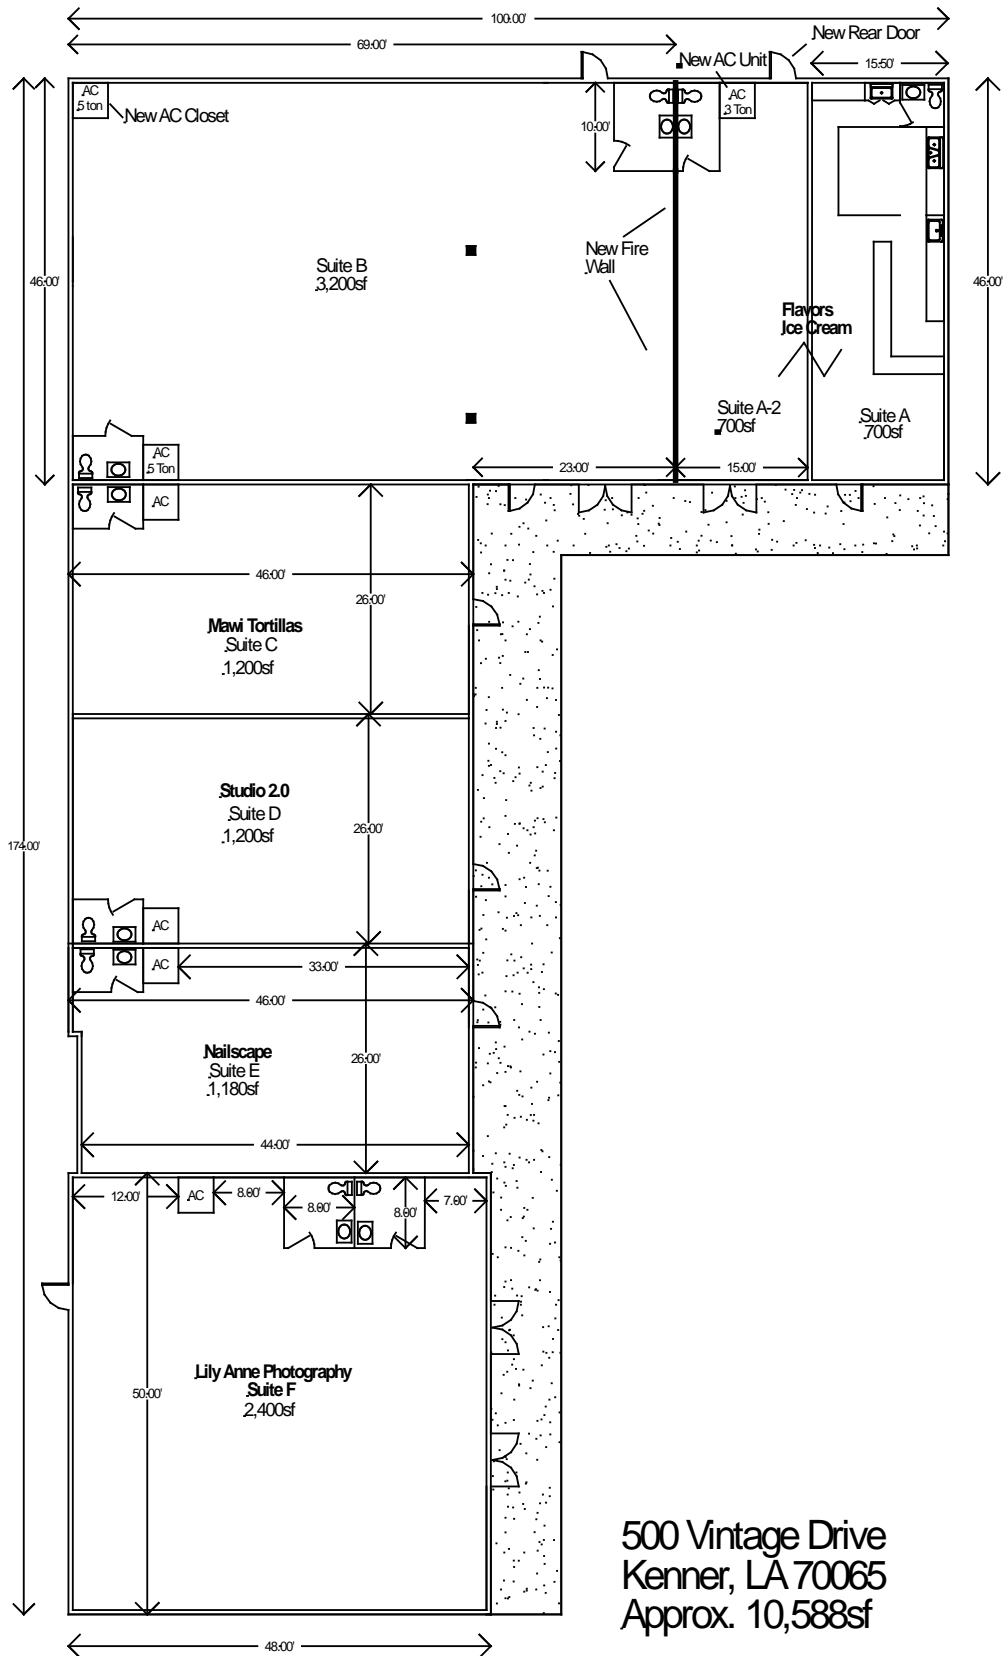 100.00'
69.00'
New Rear Door
New AC Unit
15.50'
AC
5 ton
New AC Closet
10.00'
AC
3 Ton
46.00'
Suite B
3,200sf
New Fire
Wall
46.00'
Flavors
Ice Cream
Suite A-2
700sf
Suite A
700sf
AC
5 Ton
23.00'
15.00'
AC
46.00'
26.00'
Mawi Tortillas
Suite C
1,200sf
Studio 2.0
Suite D
1,200sf
26.00'
174.00'
AC
AC
33.00'
46.00'
Nailscape
Suite E
1,180sf
26.00'
44.00'
12.00'
AC
8.00'
8.00'
8.00'
7.00'
Lily Anne Photography
Suite F
2,400sf
50.00'
500 Vintage Drive
Kenner, LA 70065
Approx. 10,588sf
48.00'